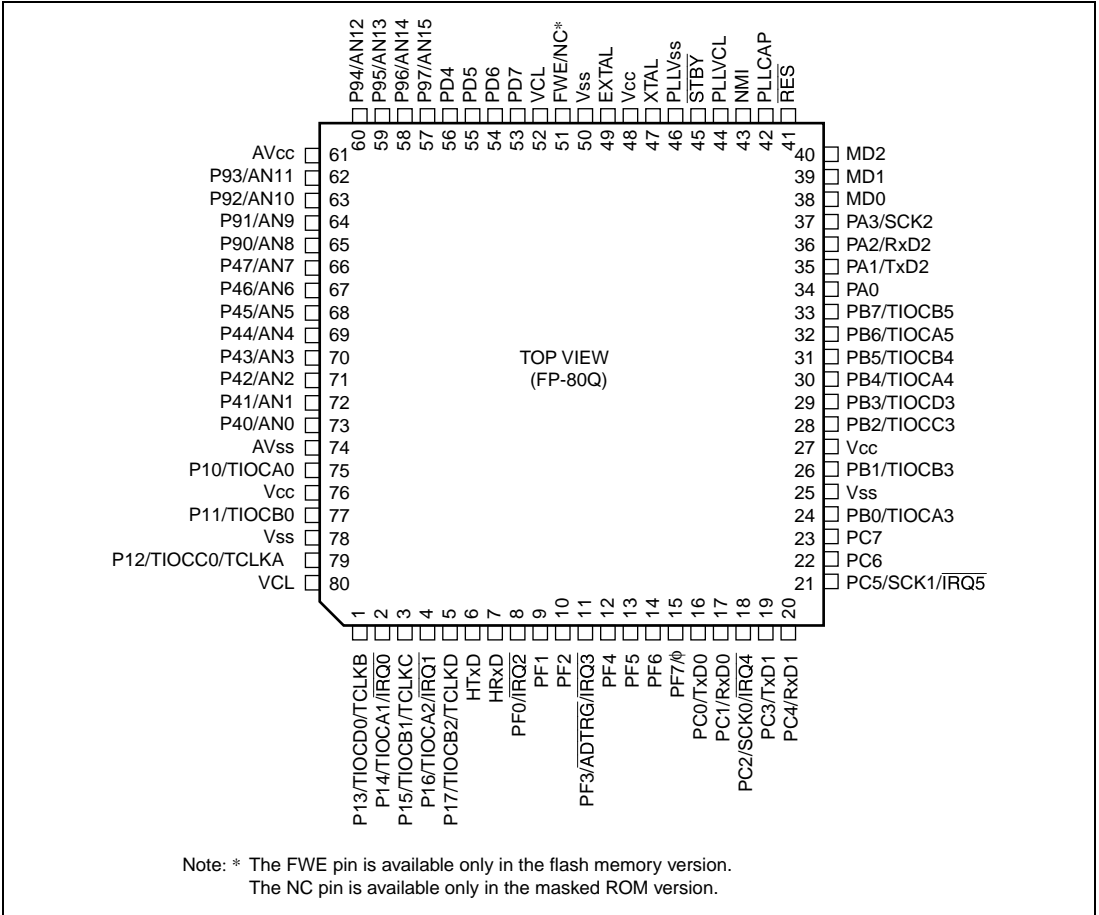 P94/AN12
P95/AN13
P96/AN14
P97/AN15
PD4
PD5
PD6
PD7
VCL
FWE/NC*
Vss
EXTAL
Vcc
XTAL
PLLVss
STBY
PLLVCL
NMI
PLLCAP
RES
60 59 58 57 56 55 54 53 52 51 50 49 48 47 46 45 44 43 42 41
AVcc 61
P93/AN11 62
P92/AN10 63
P91/AN9 64
P90/AN8 65
P47/AN7 66
P46/AN6 67
P45/AN5 68
P44/AN4 69
P43/AN3 70
P42/AN2 71
P41/AN1 72
P40/AN0 73
AVss 74
P10/TIOCA0 75
Vcc 76
P11/TIOCB0 77
Vss 78
P12/TIOCC0/TCLKA 79
VCL 80
TOP VIEW
(FP-80Q)
40 MD2
39 MD1
38 MD0
37 PA3/SCK2
36 PA2/RxD2
35 PA1/TxD2
34 PA0
33 PB7/TIOCB5
32 PB6/TIOCA5
31 PB5/TIOCB4
30 PB4/TIOCA4
29 PB3/TIOCD3
28 PB2/TIOCC3
27 Vcc
26 PB1/TIOCB3
25 Vss
24 PB0/TIOCA3
23 PC7
22 PC6
21 PC5/SCK1/IRQ5
1 2 3 4 5 6 7 8 9 10 11 12 13 14 15 16 17 18 19 20
P13/TIOCD0/TCLKB
P14/TIOCA1/IRQ0
P15/TIOCB1/TCLKC
P16/TIOCA2/IRQ1
P17/TIOCB2/TCLKD
HTxD
HRxD
PF0/IRQ2
PF1
PF2
PF3/ADTRG/IRQ3
PF4
PF5
PF6
PF7/ϕ
PC0/TxD0
PC1/RxD0
PC2/SCK0/IRQ4
PC3/TxD1
PC4/RxD1
Note: * The FWE pin is available only in the flash memory version.
The NC pin is available only in the masked ROM version.